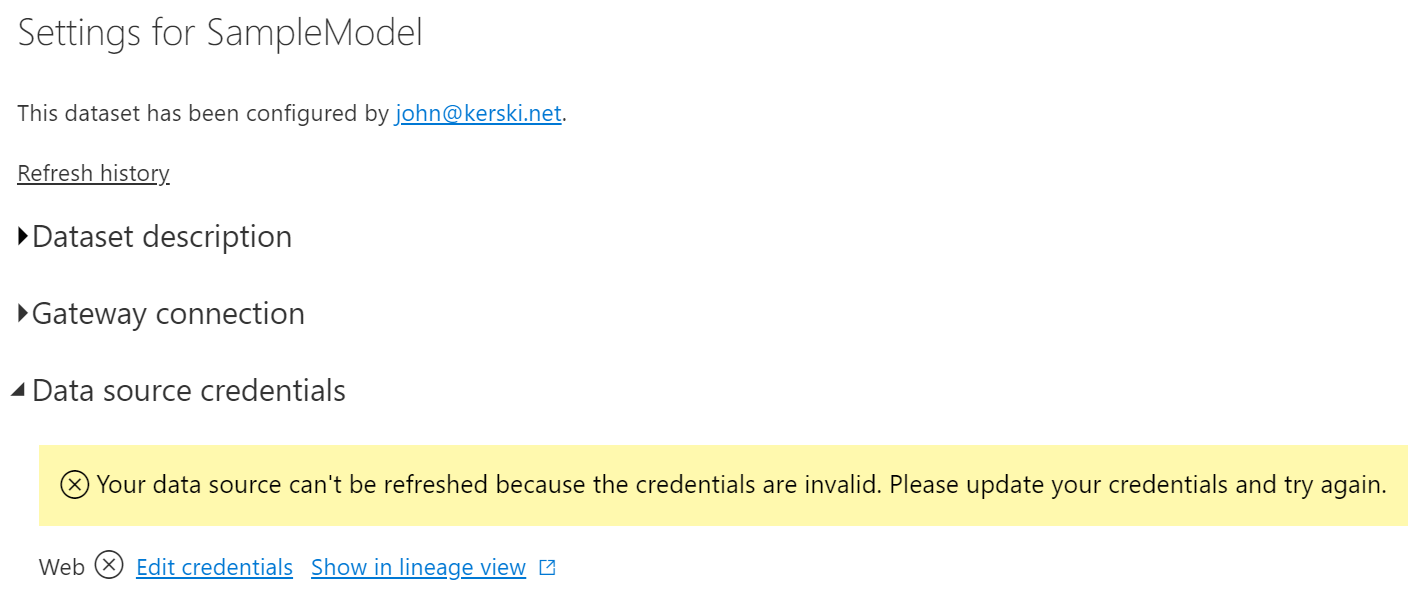 Settings for SampleModel
This dataset has been configured by john@kerski.net.
Refresh history
Dataset description
Gateway connection
Data source credentials
Your data source can't be refreshed because the credentials are invalid. Please update your credentials and try again.
Web Edit credentials Show in lineage view